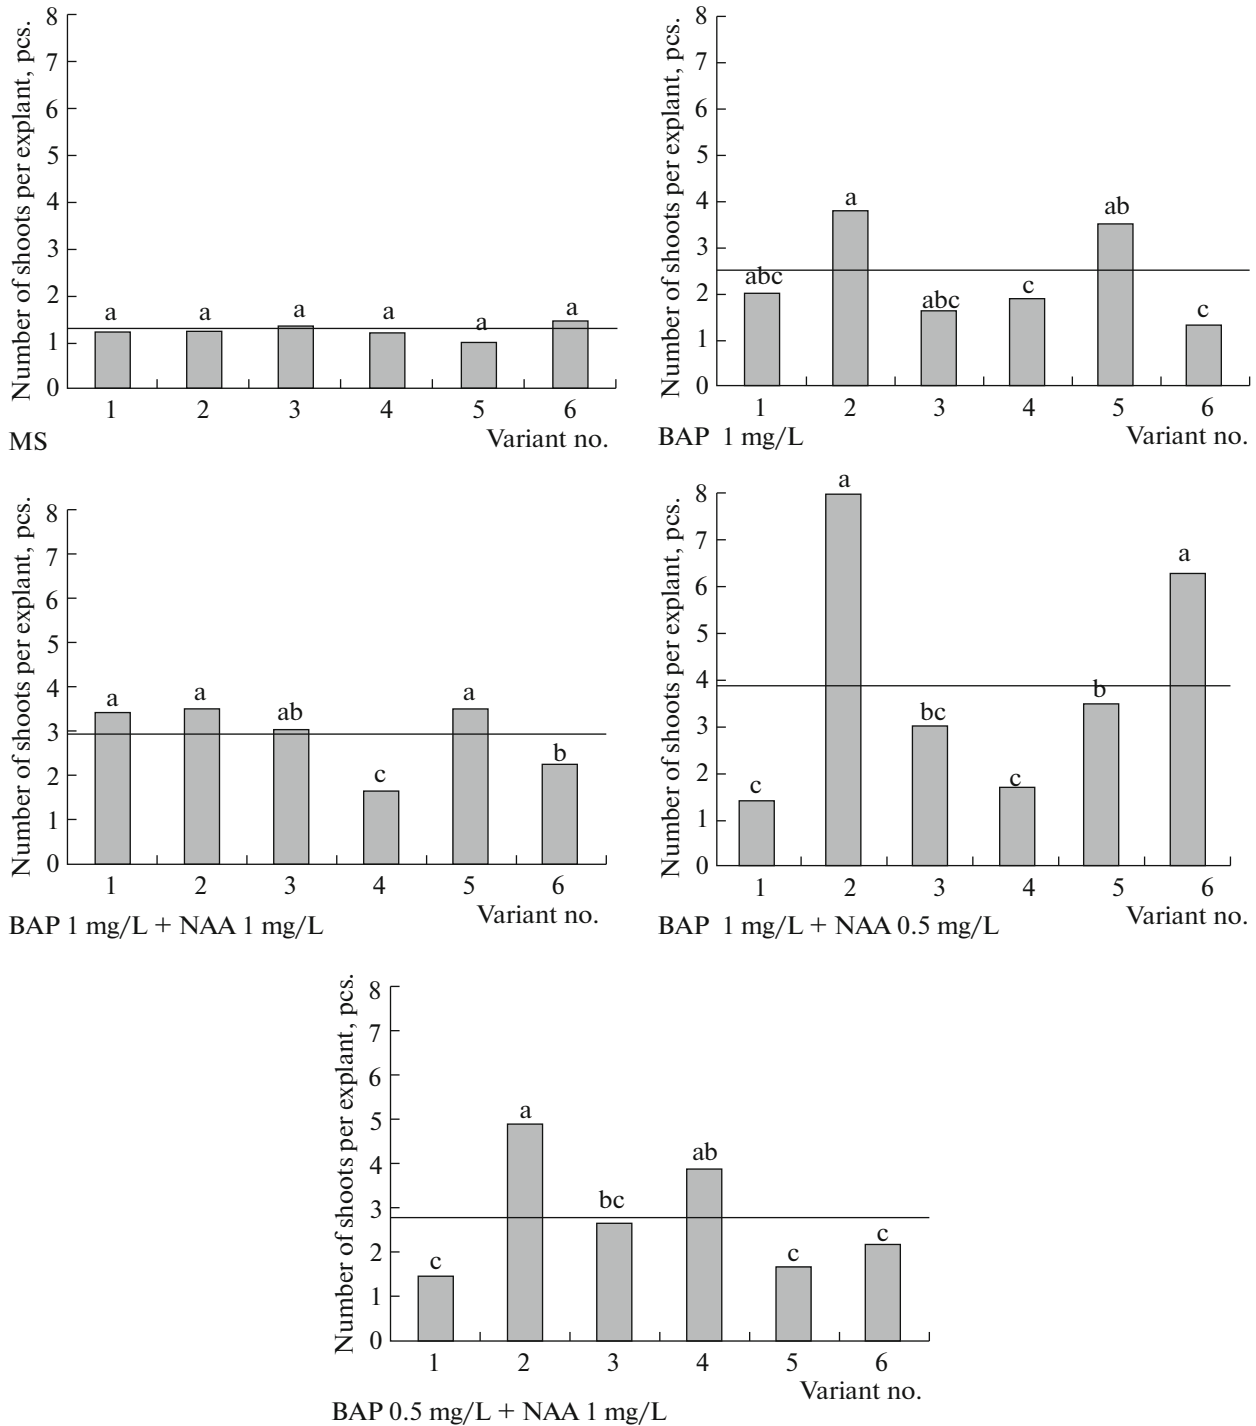 Number of shoots per explant, pcs.
8
7
6
5
4
3
2
1
0
a a a a a a
1 2 3 4 5 6
MS Variant no.
Number of shoots per explant, pcs.
8
7
6
5
4
3
2
1
0
abc a abc c ab c
1 2 3 4 5 6
BAP 1 mg/L Variant no.
Number of shoots per explant, pcs.
8
7
6
5
4
3
2
1
0
a a ab c a b
1 2 3 4 5 6
Variant no.
BAP 1 mg/L + NAA 1 mg/L
Number of shoots per explant, pcs.
8
7
6
5
4
3
2
1
0
c a bc c b a
1 2 3 4 5 6
Variant no.
BAP 1 mg/L + NAA 0.5 mg/L
Number of shoots per explant, pcs.
8
7
6
5
4
3
2
1
0
c a bc ab c c
1 2 3 4 5 6
Variant no.
BAP 0.5 mg/L + NAA 1 mg/L